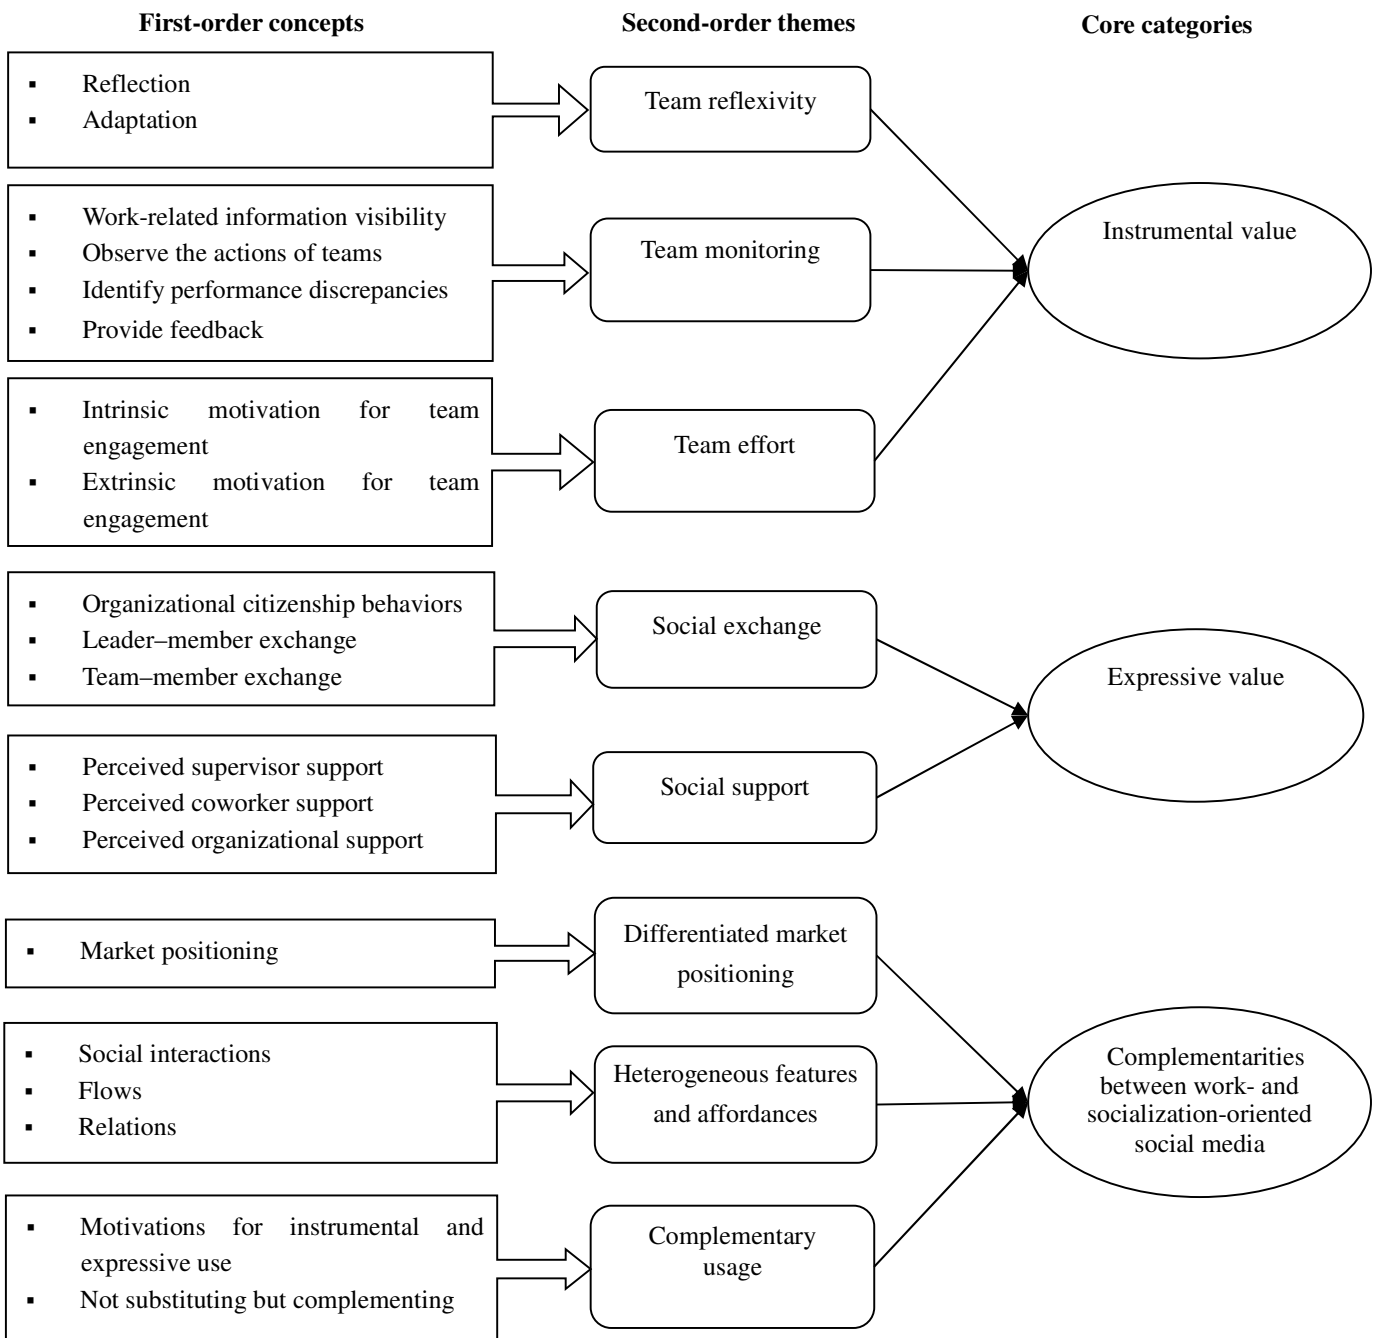 First-order concepts
Second-order themes
Core categories
▪ Reflection
▪ Adaptation
Team reflexivity
▪ Work-related information visibility
▪ Observe the actions of teams
▪ Identify performance discrepancies
▪ Provide feedback
Team monitoring
Instrumental value
▪ Intrinsic motivation for team
engagement
▪ Extrinsic motivation for team
engagement
Team effort
▪ Organizational citizenship behaviors
▪ Leader–member exchange
▪ Team–member exchange
Social exchange
Expressive value
▪ Perceived supervisor support
▪ Perceived coworker support
▪ Perceived organizational support
Social support
▪ Market positioning
Differentiated market
positioning
▪ Social interactions
▪ Flows
▪ Relations
Heterogeneous features
and affordances
Complementarities
between work- and
socialization-oriented
social media
▪ Motivations for instrumental and
expressive use
▪ Not substituting but complementing
Complementary
usage